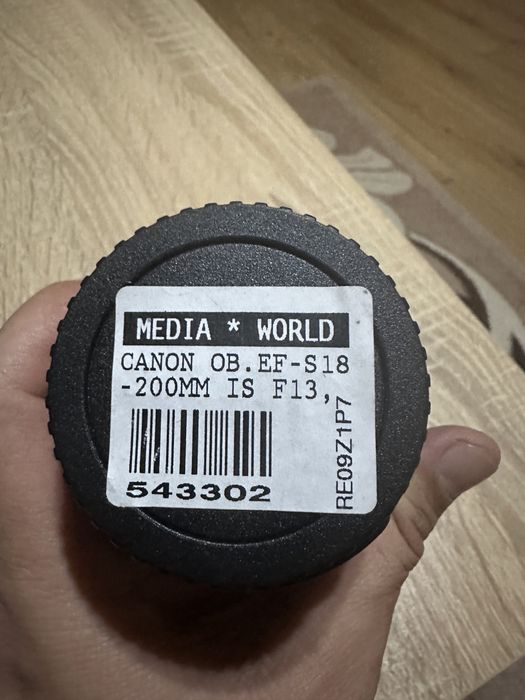 MEDIA * WORLD
CANON OB.EF-S18
-200MM IS F13,
543302
RE09Z1P7